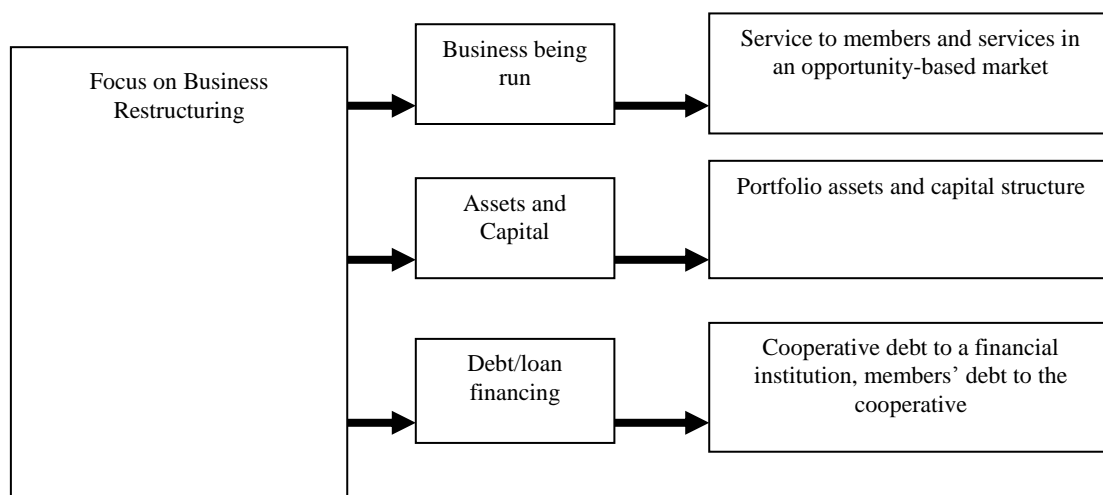 Focus on Business
Restructuring
Business being
run
Service to members and services in
an opportunity-based market
Assets and
Capital
Portfolio assets and capital structure
Debt/loan
financing
Cooperative debt to a financial
institution, members’ debt to the
cooperative